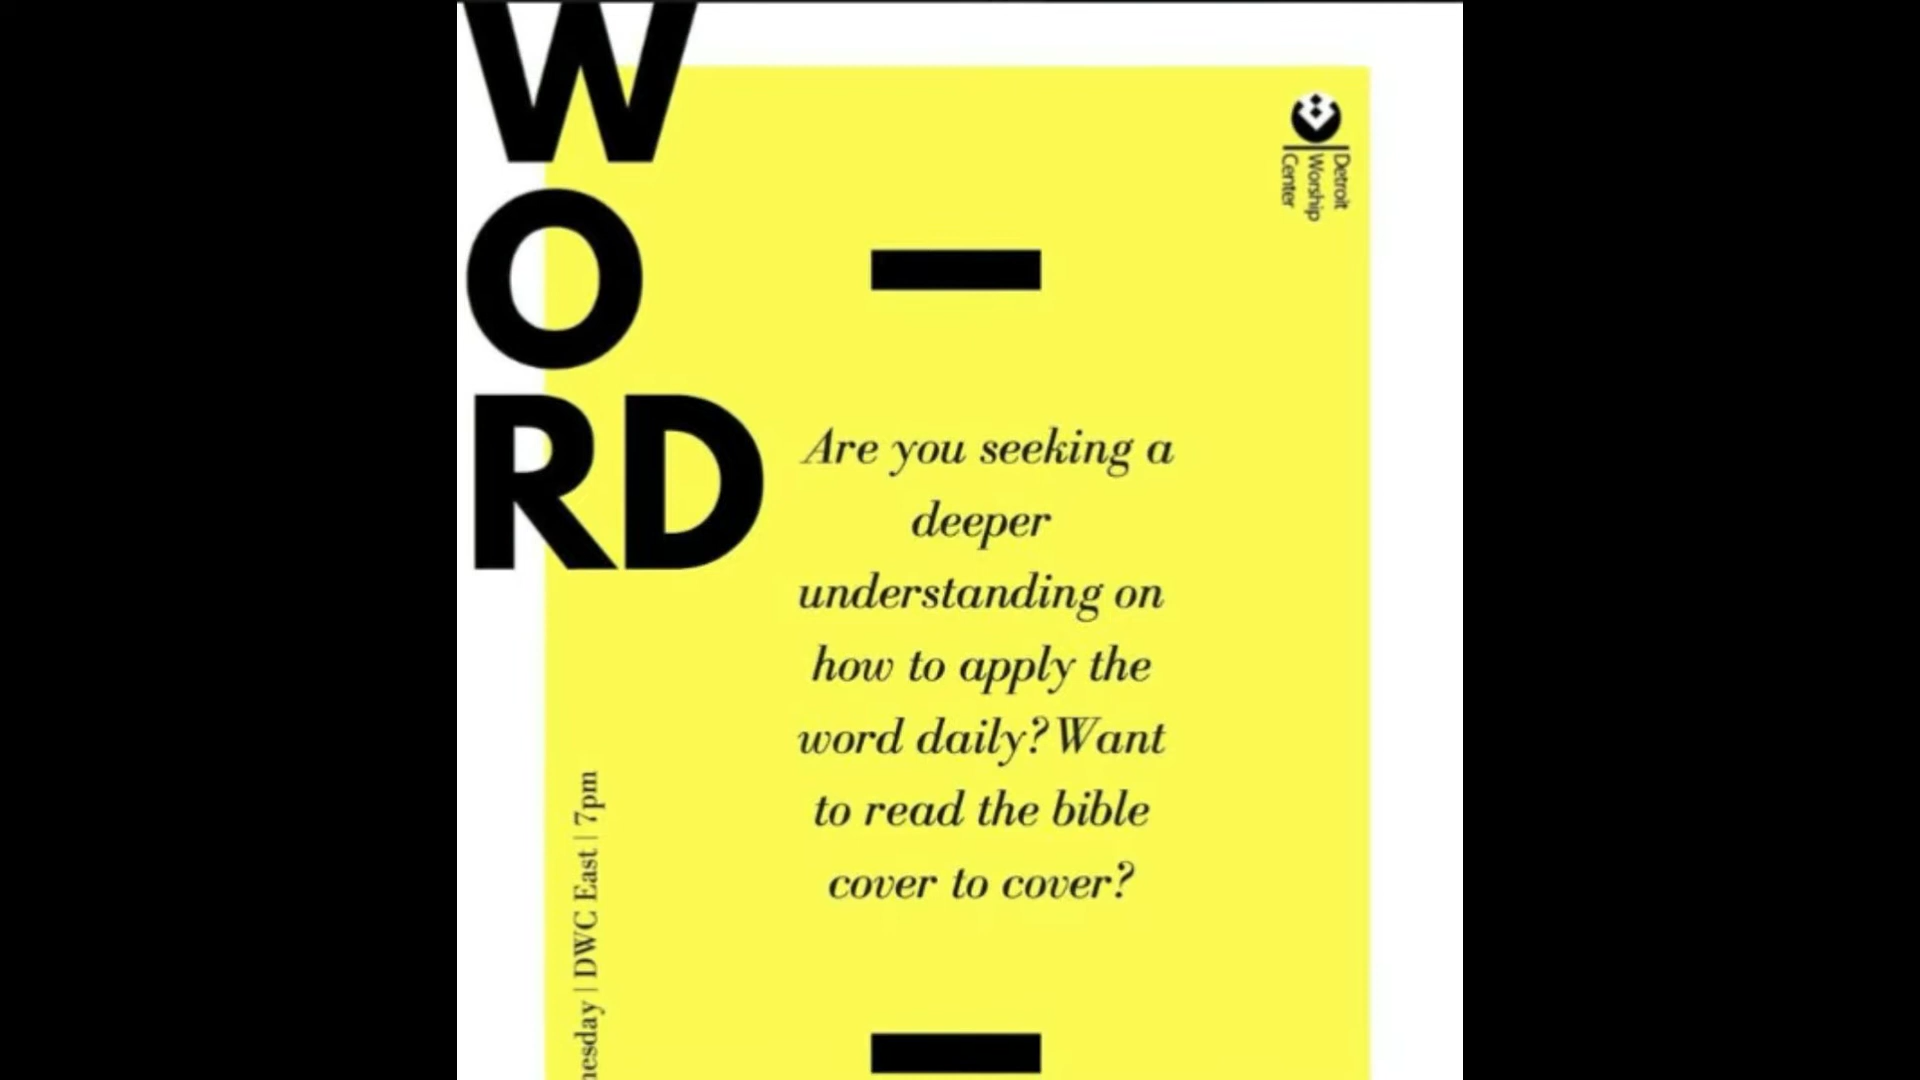 W
O
RD
Detroit
Worship
Center
Are you seeking a
deeper
understanding on
how to apply the
word daily? Want
to read the bible
cover to cover?
nesday | DWC East | 7pm